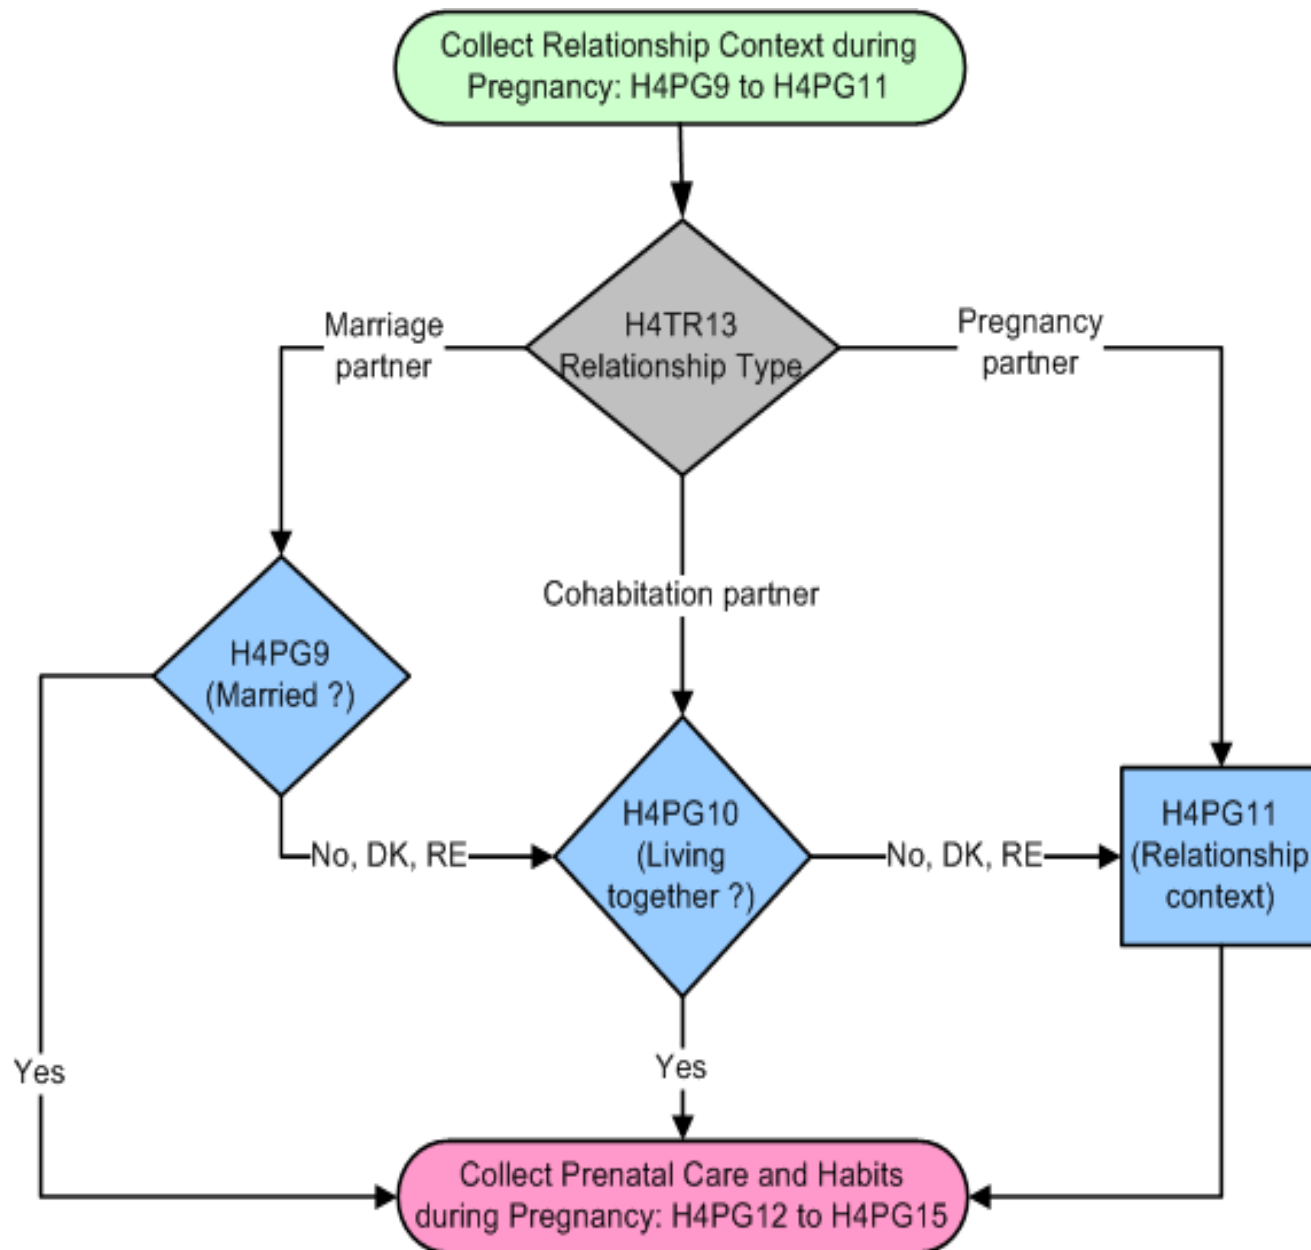 Collect Relationship Context during
Pregnancy: H4PG9 to H4PG11
H4TR13
Relationship Type
Marriage
partner
Pregnancy
partner
Cohabitation partner
H4PG9
(Married ?)
No, DK, RE
H4PG10
(Living
together ?)
No, DK, RE
H4PG11
(Relationship
context)
Yes
Yes
Collect Prenatal Care and Habits
during Pregnancy: H4PG12 to H4PG15